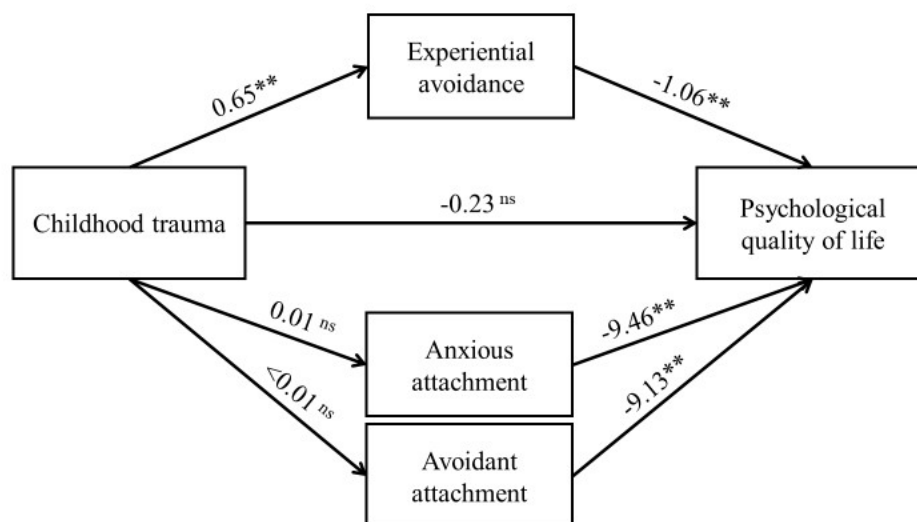 Experiential
avoidance
0.65**
-1.06**
Childhood trauma
-0.23 ns
Psychological
quality of life
0.01 ns
Anxious
attachment
-9.46**
<0.01 ns
-9.13**
Avoidant
attachment